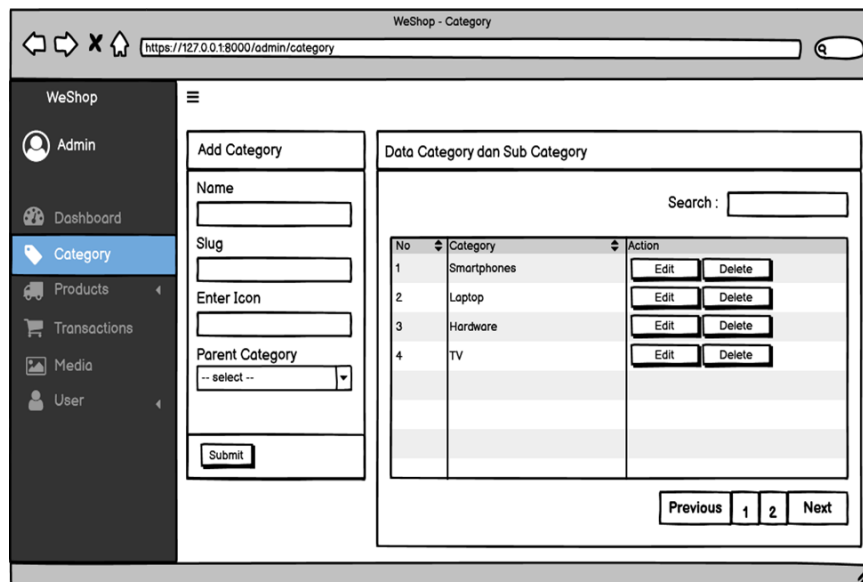 WeShop - Category
https://127.0.0.1:8000/admin/category
WeShop
Admin
Dashboard
Category
Products
Transactions
Media
User
Add Category
Name
Slug
Enter Icon
Parent Category
-- select --
Submit
Data Category dan Sub Category
Search :
No Category Action
1 Smartphones Edit Delete
2 Laptop Edit Delete
3 Hardware Edit Delete
4 TV Edit Delete
Previous 1 2 Next